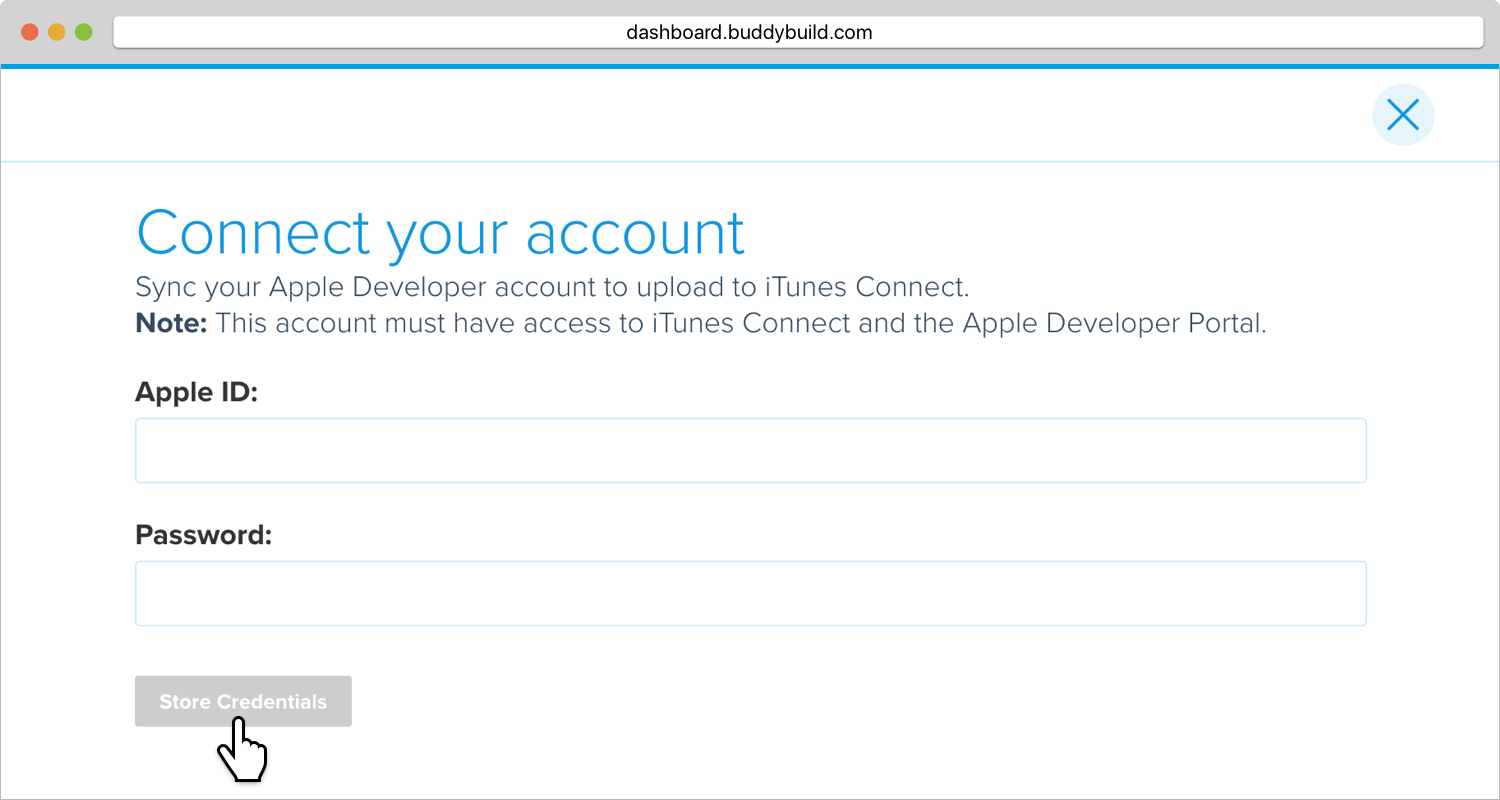 dashboard.buddybuild.com
Connect your account
Sync your Apple Developer account to upload to iTunes Connect.
Note: This account must have access to iTunes Connect and the Apple Developer Portal.
Apple ID:
Password:
Store Credentials